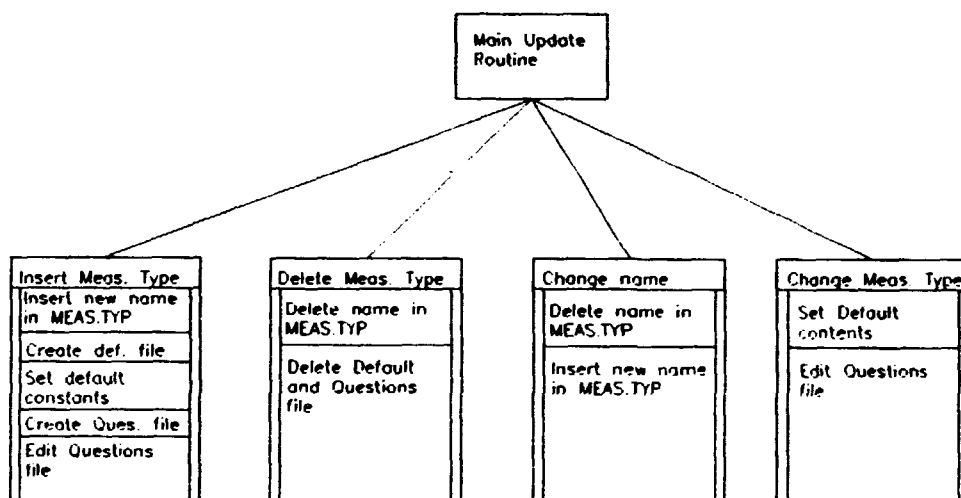 Main Update
Routine
Insert Meas. Type
Insert new name
in MEAS.TYP
Create def. file
Set default
constants
Create Ques. file
Edit Questions
file
Delete Meas. Type
Delete name in
MEAS.TYP
Delete Default
and Questions
file
Change name
Delete name in
MEAS.TYP
Insert new name
in MEAS.TYP
Change Meas. Type
Set Default
contents
Edit Questions
file